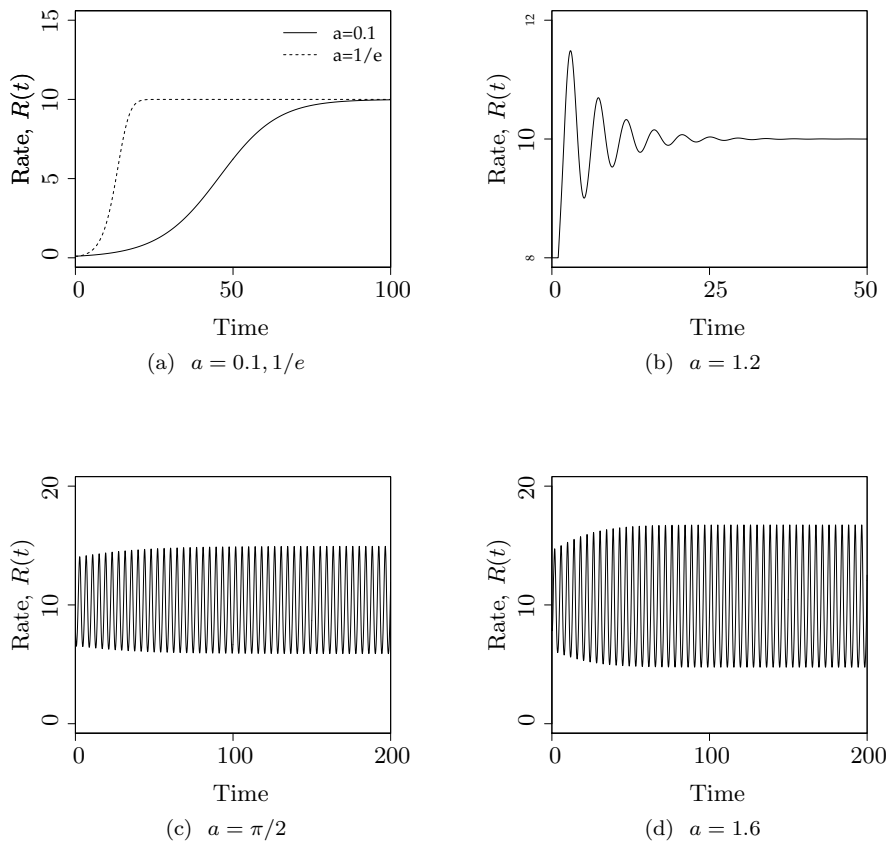 15
10
5
0
Rate, R(t)
a=0.1
a=1/e
0 50 100
Time
(a) a = 0.1, 1/e
12
10
8
Rate, R(t)
0 25 50
Time
(b) a = 1.2
20
10
0
Rate, R(t)
0 100 200
Time
(c) a = π/2
20
10
0
Rate, R(t)
0 100 200
Time
(d) a = 1.6